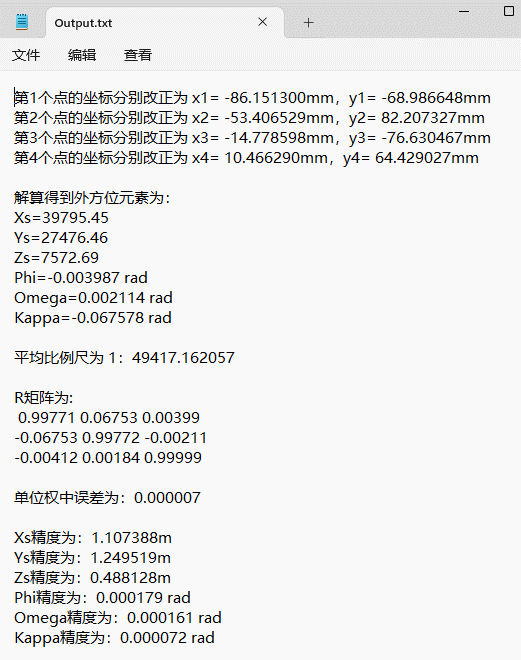 Output.txt
文件 编辑 查看
第1个点的坐标分别改正为 x1= -86.151300mm，y1= -68.986648mm
第2个点的坐标分别改正为 x2= -53.406529mm，y2= 82.207327mm
第3个点的坐标分别改正为 x3= -14.778598mm，y3= -76.630467mm
第4个点的坐标分别改正为 x4= 10.466290mm，y4= 64.429027mm
解算得到外方位元素为：
Xs=39795.45
Ys=27476.46
Zs=7572.69
Phi=-0.003987 rad
Omega=0.002114 rad
Kappa=-0.067578 rad
平均比例尺为 1：49417.162057
R矩阵为:
0.99771 0.06753 0.00399
-0.06753 0.99772 -0.00211
-0.00412 0.00184 0.99999
单位权中误差为：0.000007
Xs精度为：1.107388m
Ys精度为：1.249519m
Zs精度为：0.488128m
Phi精度为：0.000179 rad
Omega精度为：0.000161 rad
Kappa精度为：0.000072 rad